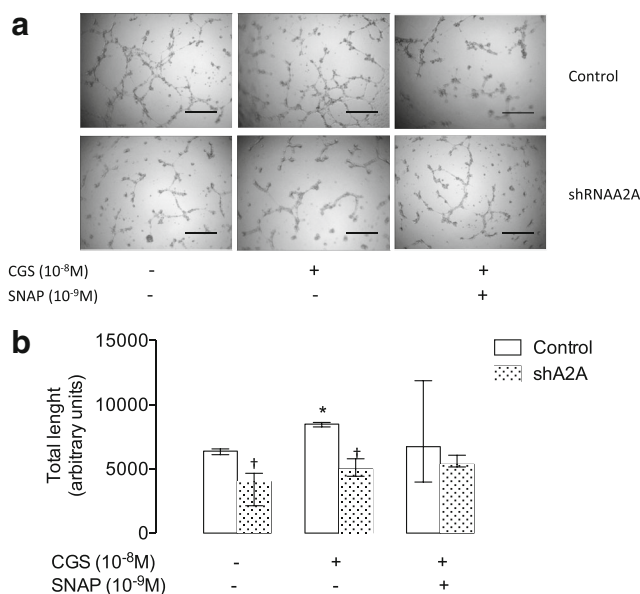 a
Control
shRNAA2A
CGS (10-8M) - + +
SNAP (10-9M) - - +
b
15000
10000
5000
0
Total lenght
(arbitrary units)
Control
shA2A
* † †
CGS (10-8M) - + +
SNAP (10-9M) - - +